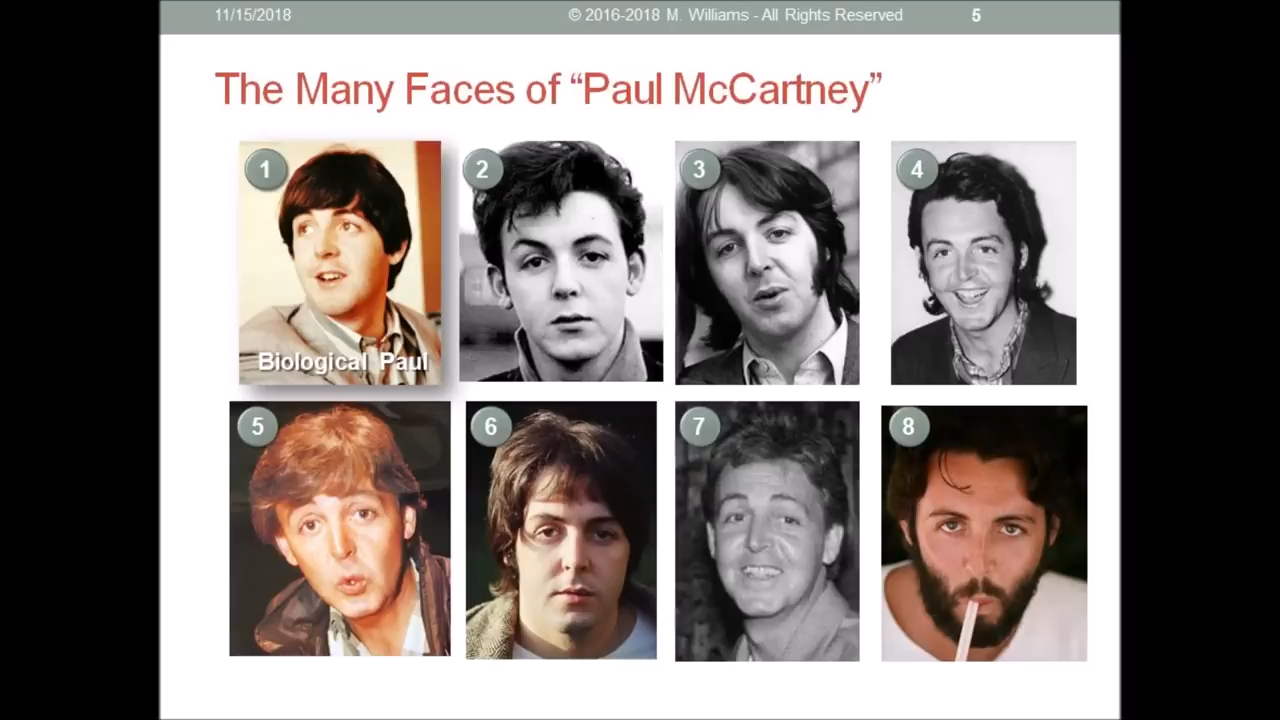 11/15/2018 © 2016-2018 M. Williams - All Rights Reserved 5
The Many Faces of “Paul McCartney”
1 2 3 4
Biological Paul
5 6 7 8